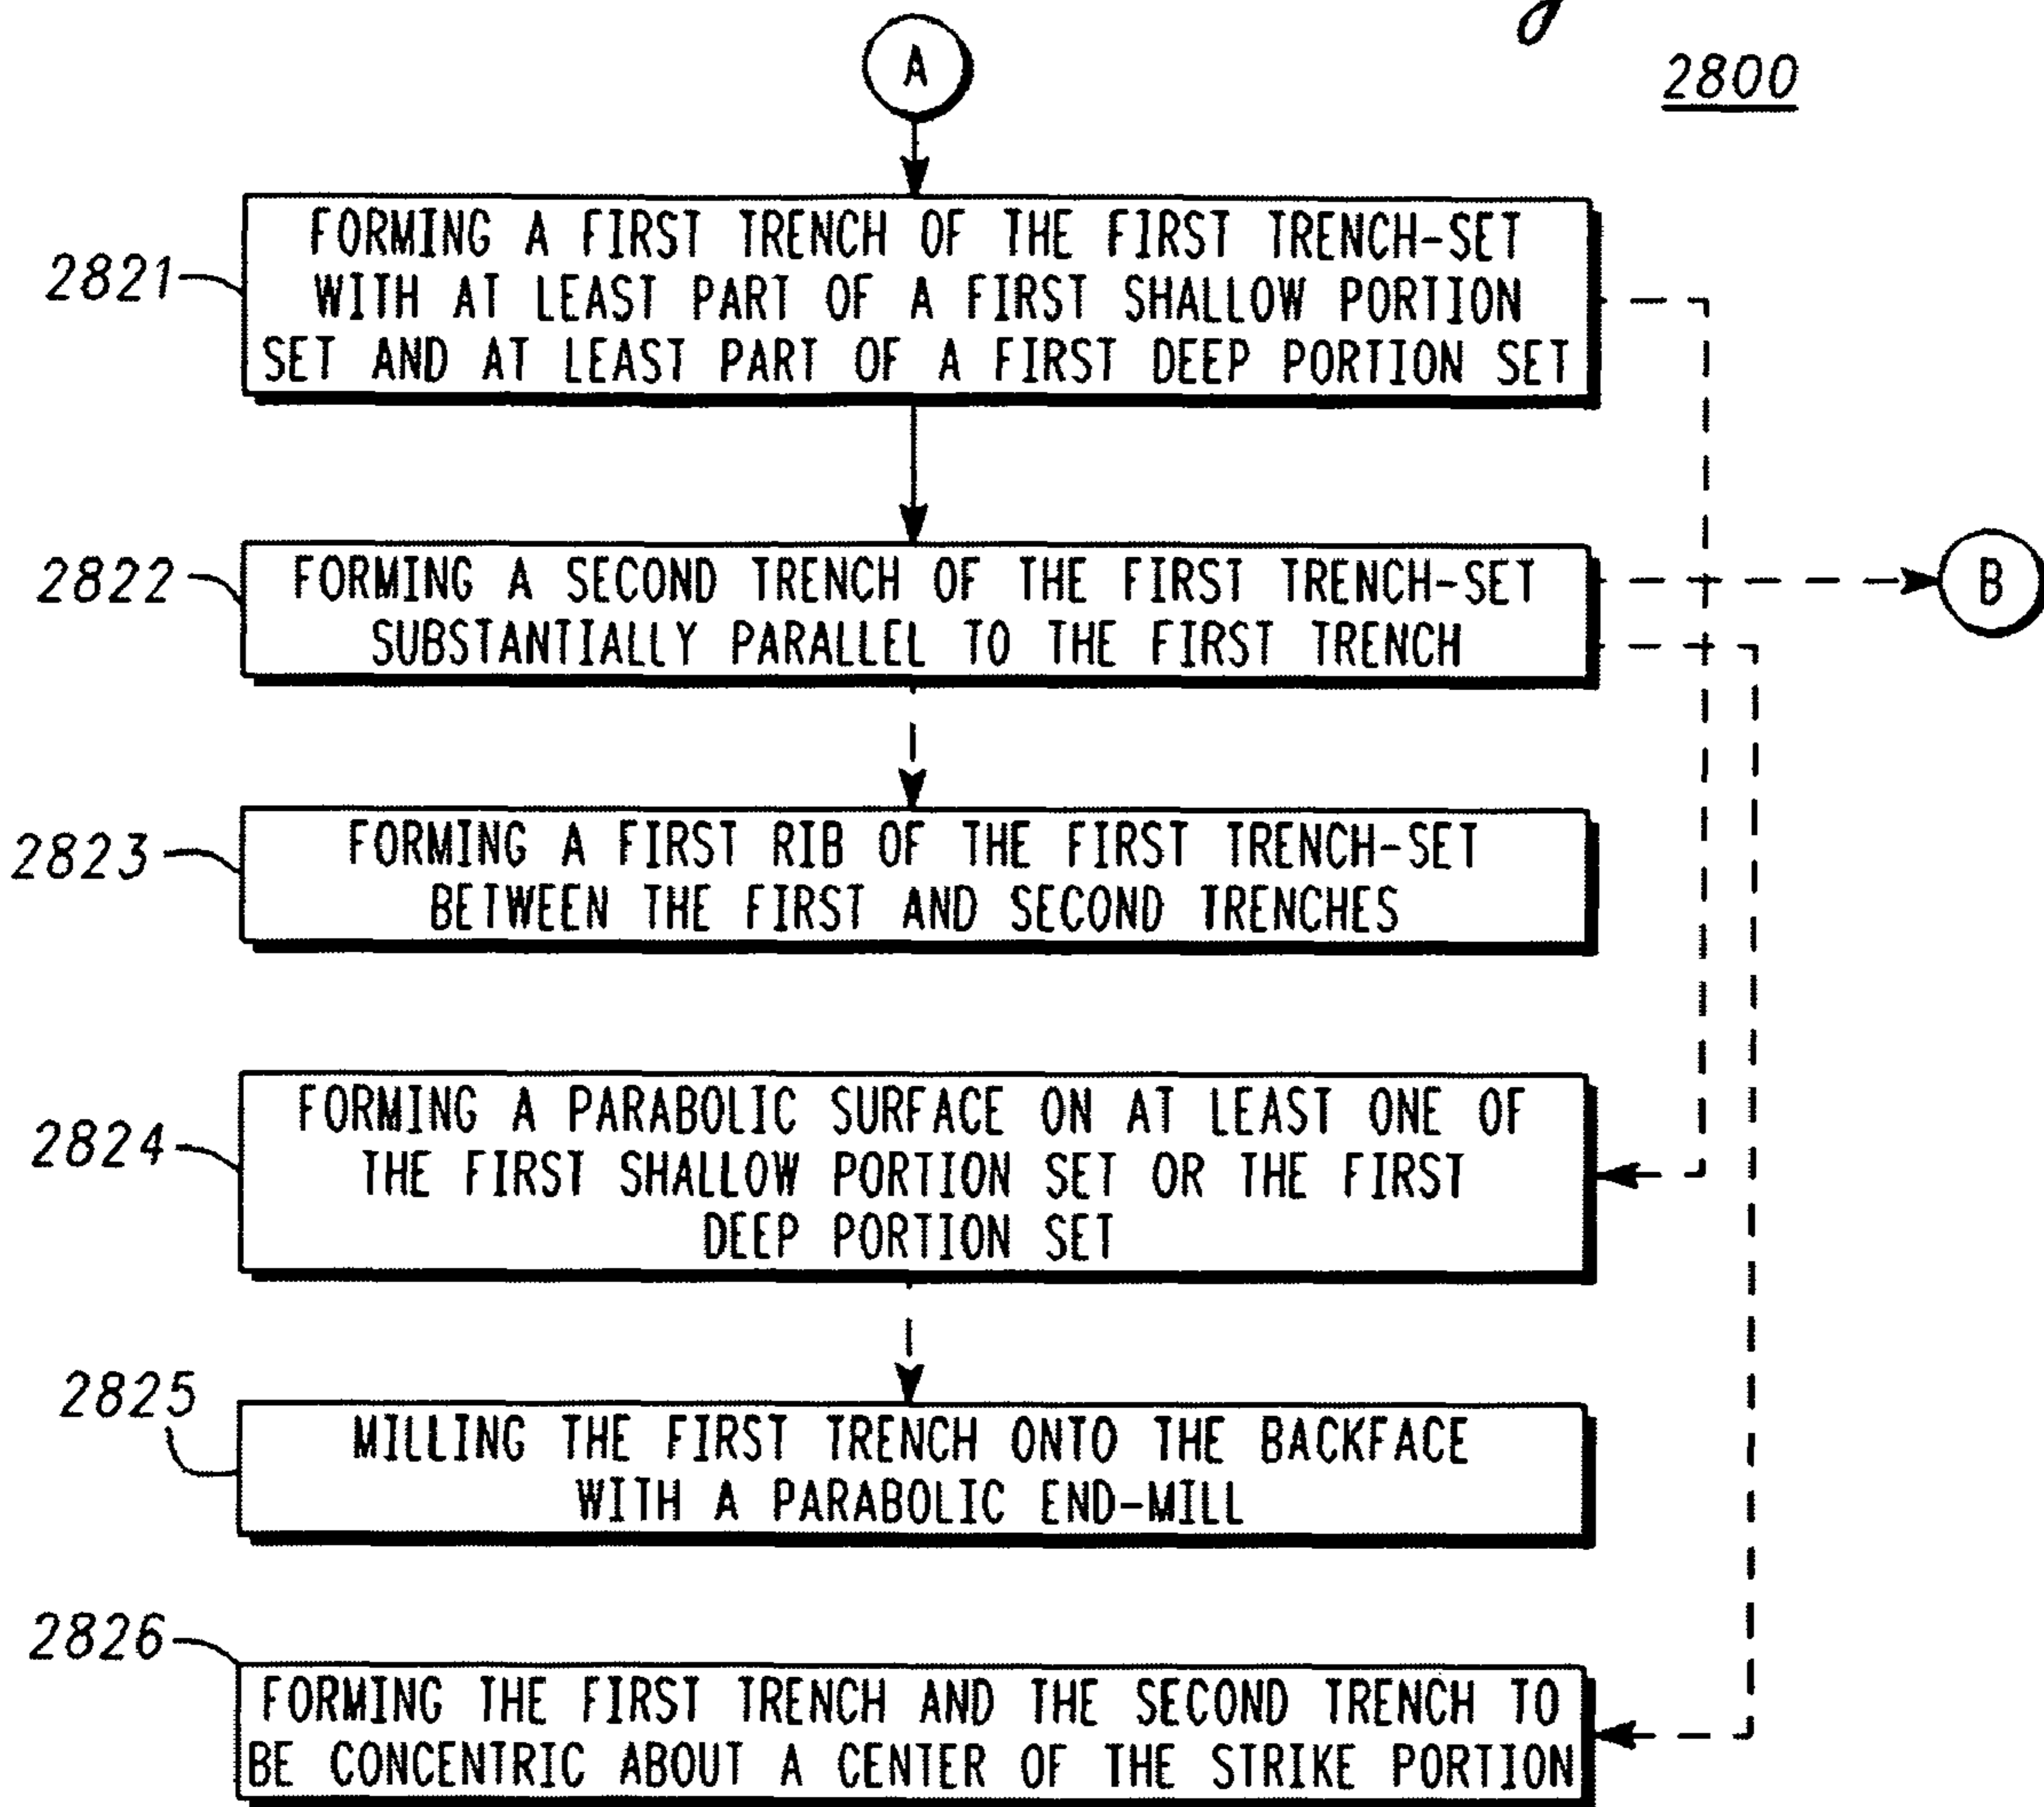 2800
A
2821
FORMING A FIRST TRENCH OF THE FIRST TRENCH-SET
WITH AT LEAST PART OF A FIRST SHALLOW PORTION
SET AND AT LEAST PART OF A FIRST DEEP PORTION SET
2822
FORMING A SECOND TRENCH OF THE FIRST TRENCH-SET
SUBSTANTIALLY PARALLEL TO THE FIRST TRENCH
B
2823
FORMING A FIRST RIB OF THE FIRST TRENCH-SET
BETWEEN THE FIRST AND SECOND TRENCHES
2824
FORMING A PARABOLIC SURFACE ON AT LEAST ONE OF
THE FIRST SHALLOW PORTION SET OR THE FIRST
DEEP PORTION SET
2825
MILLING THE FIRST TRENCH ONTO THE BACKFACE
WITH A PARABOLIC END-MILL
2826
FORMING THE FIRST TRENCH AND THE SECOND TRENCH TO
BE CONCENTRIC ABOUT A CENTER OF THE STRIKE PORTION